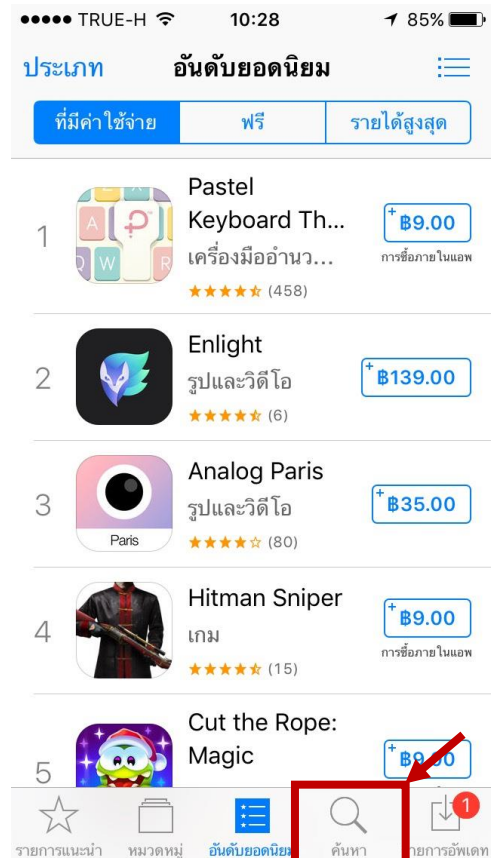 TRUE-H 10:28 85%
ประเภท อันดับยอดนิยม
ที่มีค่าใช้จ่าย ฟรี รายได้สูงสุด
1
Pastel
Keyboard Th...
เครื่องมืออำนว...
(458)
+ ฿9.00
การซื้อภายในแอพ
2
Enlight
รูปและวิดีโอ
(6)
+ ฿139.00
3
Paris
Analog Paris
รูปและวิดีโอ
(80)
+ ฿35.00
4
Hitman Sniper
เกม
(15)
+ ฿9.00
การซื้อภายในแอพ
5
Cut the Rope:
Magic
+ ฿9.00
1
รายการแนะนำ หมวดหมู่ อันดับยอดนิยม ค้นหา ายการอัพเดท